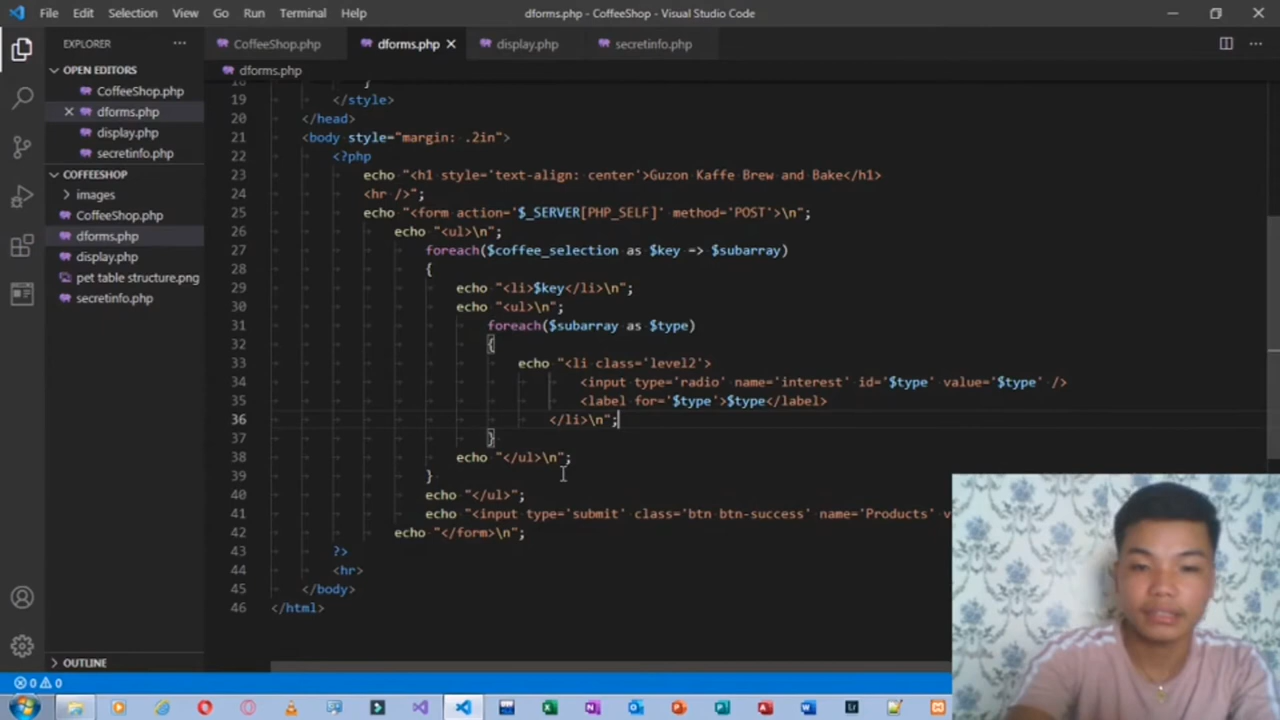 File Edit Selection View Go Run Terminal Help dforms.php - CoffeeShop - Visual Studio Code
EXPLORER ··· CoffeeShop.php dforms.php display.php secretinfo.php ···
OPEN EDITORS dforms.php
CoffeeShop.php
dforms.php
display.php
secretinfo.php
COFFEESHOP
images
CoffeeShop.php
dforms.php
display.php
pet table structure.png
secretinfo.php
OUTLINE
18 }
19 </style>
20 </head>
21 <body style="margin: .2in">
22 <?php
23 echo "<h1 style='text-align: center'>Guzon Kaffe Brew and Bake</h1>
24 <hr />";
25 echo "<form action='$_SERVER[PHP_SELF]' method='POST'>\n";
26 echo "<ul>\n";
27 foreach($coffee_selection as $key => $subarray)
28 {
29 echo "<li>$key</li>\n";
30 echo "<ul>\n";
31 foreach($subarray as $type)
32 {
33 echo "<li class='level2'>
34 <input type='radio' name='interest' id='$type' value='$type' />
35 <label for='$type'>$type</label>
36 </li>\n";
37 }
38 echo "</ul>\n";
39 }
40 echo "</ul>";
41 echo "<input type='submit' class='btn btn-success' name='Products' v
42 echo "</form>\n";
43 ?>
44 <hr>
45 </body>
46 </html>
0 0